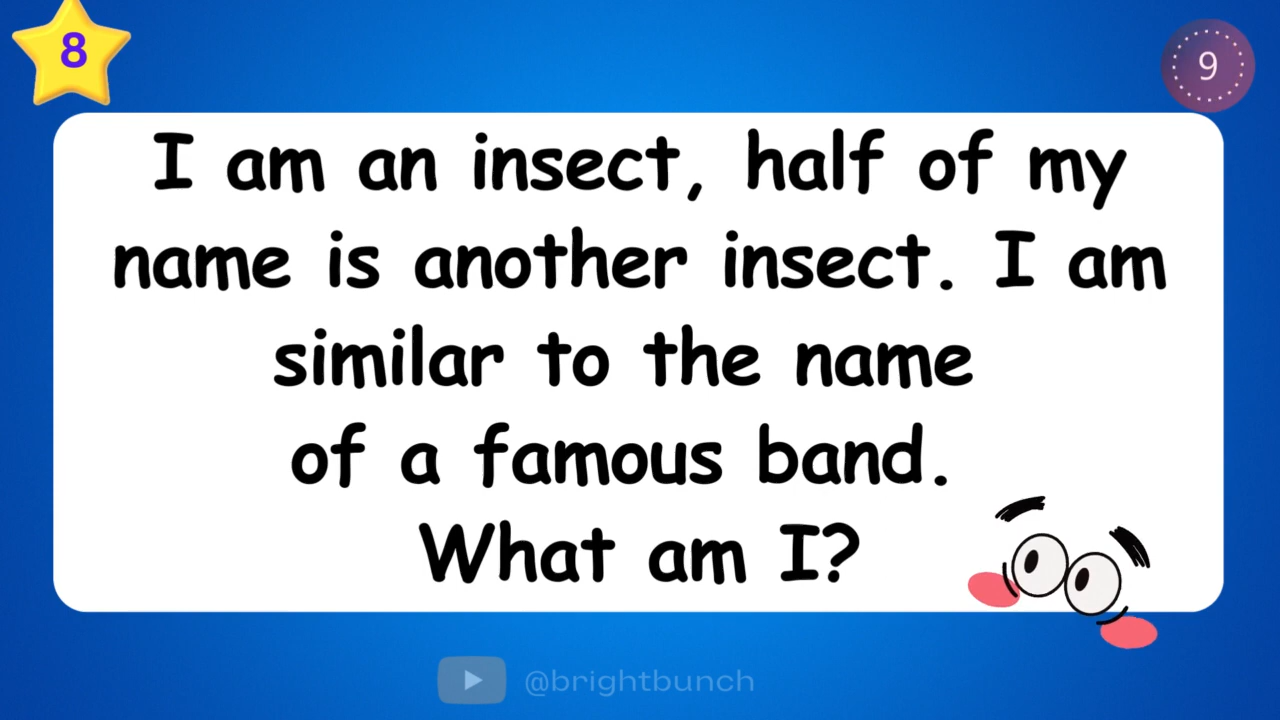 8
9
I am an insect, half of my
name is another insect. I am
similar to the name
of a famous band.
What am I?
@brightbunch